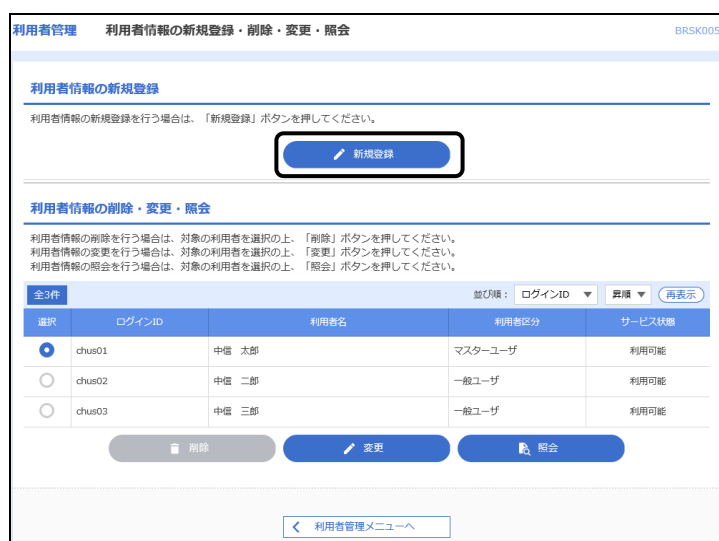 利用者管理 利用者情報の新規登録・削除・変更・照会 BRSK005
利用者情報の新規登録
利用者情報の新規登録を行う場合は、「新規登録」ボタンを押してください。
新規登録
利用者情報の削除・変更・照会
利用者情報の削除を行う場合は、対象の利用者を選択の上、「削除」ボタンを押してください。
利用者情報の変更を行う場合は、対象の利用者を選択の上、「変更」ボタンを押してください。
利用者情報の照会を行う場合は、対象の利用者を選択の上、「照会」ボタンを押してください。
全3件 並び順： ログインID ▼ 昇順 ▼ 再表示
選択 ログインID 利用者名 利用者区分 サービス状態
chus01 中信 太郎 マスターユーザ 利用可能
chus02 中信 二郎 一般ユーザ 利用可能
chus03 中信 三郎 一般ユーザ 利用可能
削除 変更 照会
利用者管理メニューへ